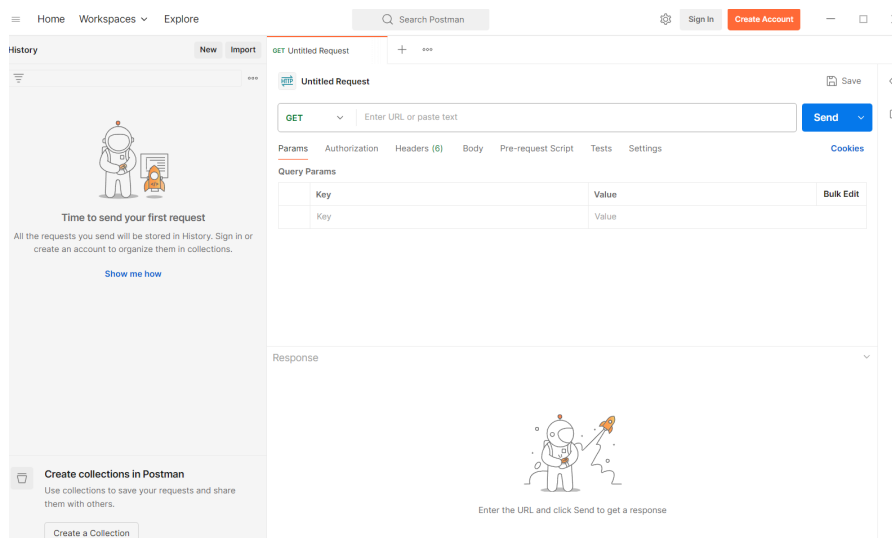 Home Workspaces Explore Search Postman Sign In Create Account
History New Import
GET Untitled Request
HTTP Untitled Request Save
GET Enter URL or paste text Send
Params Authorization Headers (6) Body Pre-request Script Tests Settings Cookies
Query Params
Key Value Bulk Edit
Key Value
Time to send your first request
All the requests you send will be stored in History. Sign in or
create an account to organize them in collections.
Show me how
Response
Enter the URL and click Send to get a response
Create collections in Postman
Use collections to save your requests and share
them with others.
Create a Collection